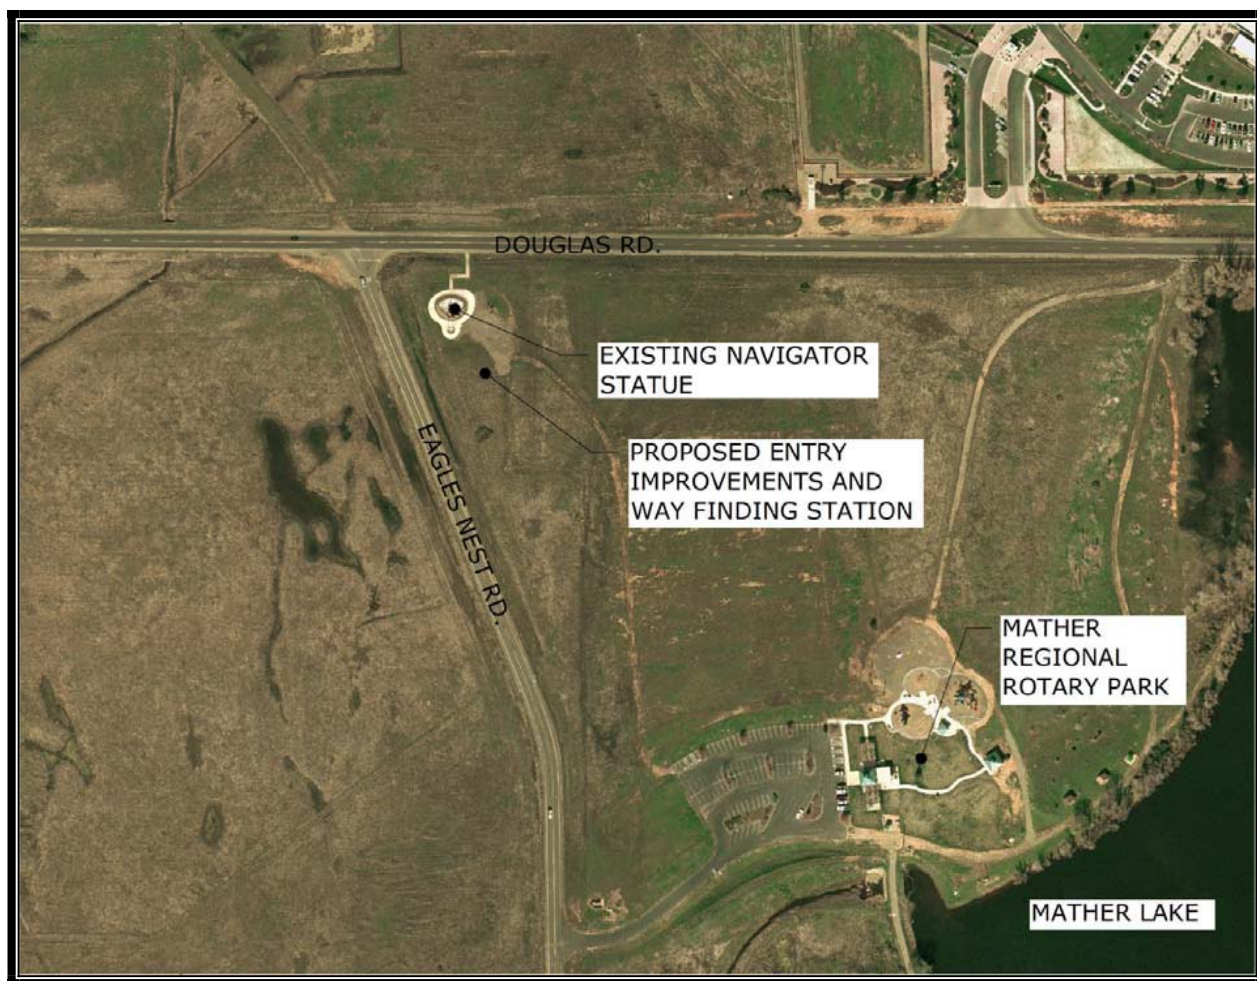 DOUGLAS RD.
EXISTING NAVIGATOR
STATUE
EAGLES NEST RD.
PROPOSED ENTRY
IMPROVEMENTS AND
WAY FINDING STATION
MATHER
REGIONAL
ROTARY PARK
MATHER LAKE